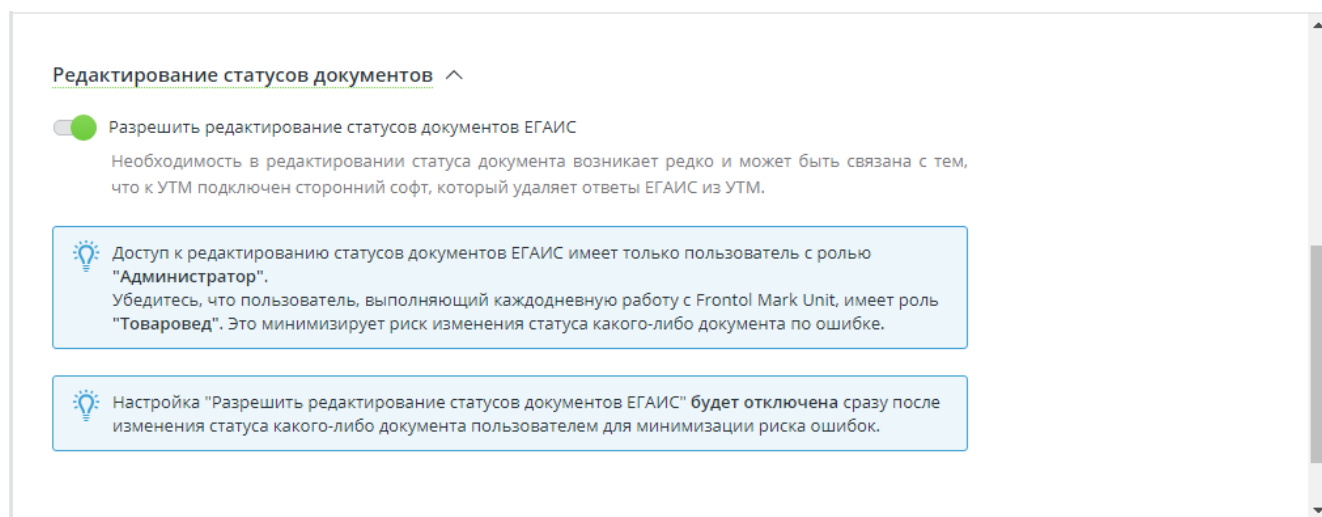 Редактирование статусов документов
Разрешить редактирование статусов документов ЕГАИС
Необходимость в редактировании статуса документа возникает редко и может быть связана с тем,
что к УТМ подключен сторонний софт, который удаляет ответы ЕГАИС из УТМ.
Доступ к редактированию статусов документов ЕГАИС имеет только пользователь с ролью
"Администратор".
Убедитесь, что пользователь, выполняющий каждодневную работу с Frontol Mark Unit, имеет роль
"Товаровед". Это минимизирует риск изменения статуса какого-либо документа по ошибке.
Настройка "Разрешить редактирование статусов документов ЕГАИС" будет отключена сразу после
изменения статуса какого-либо документа пользователем для минимизации риска ошибок.